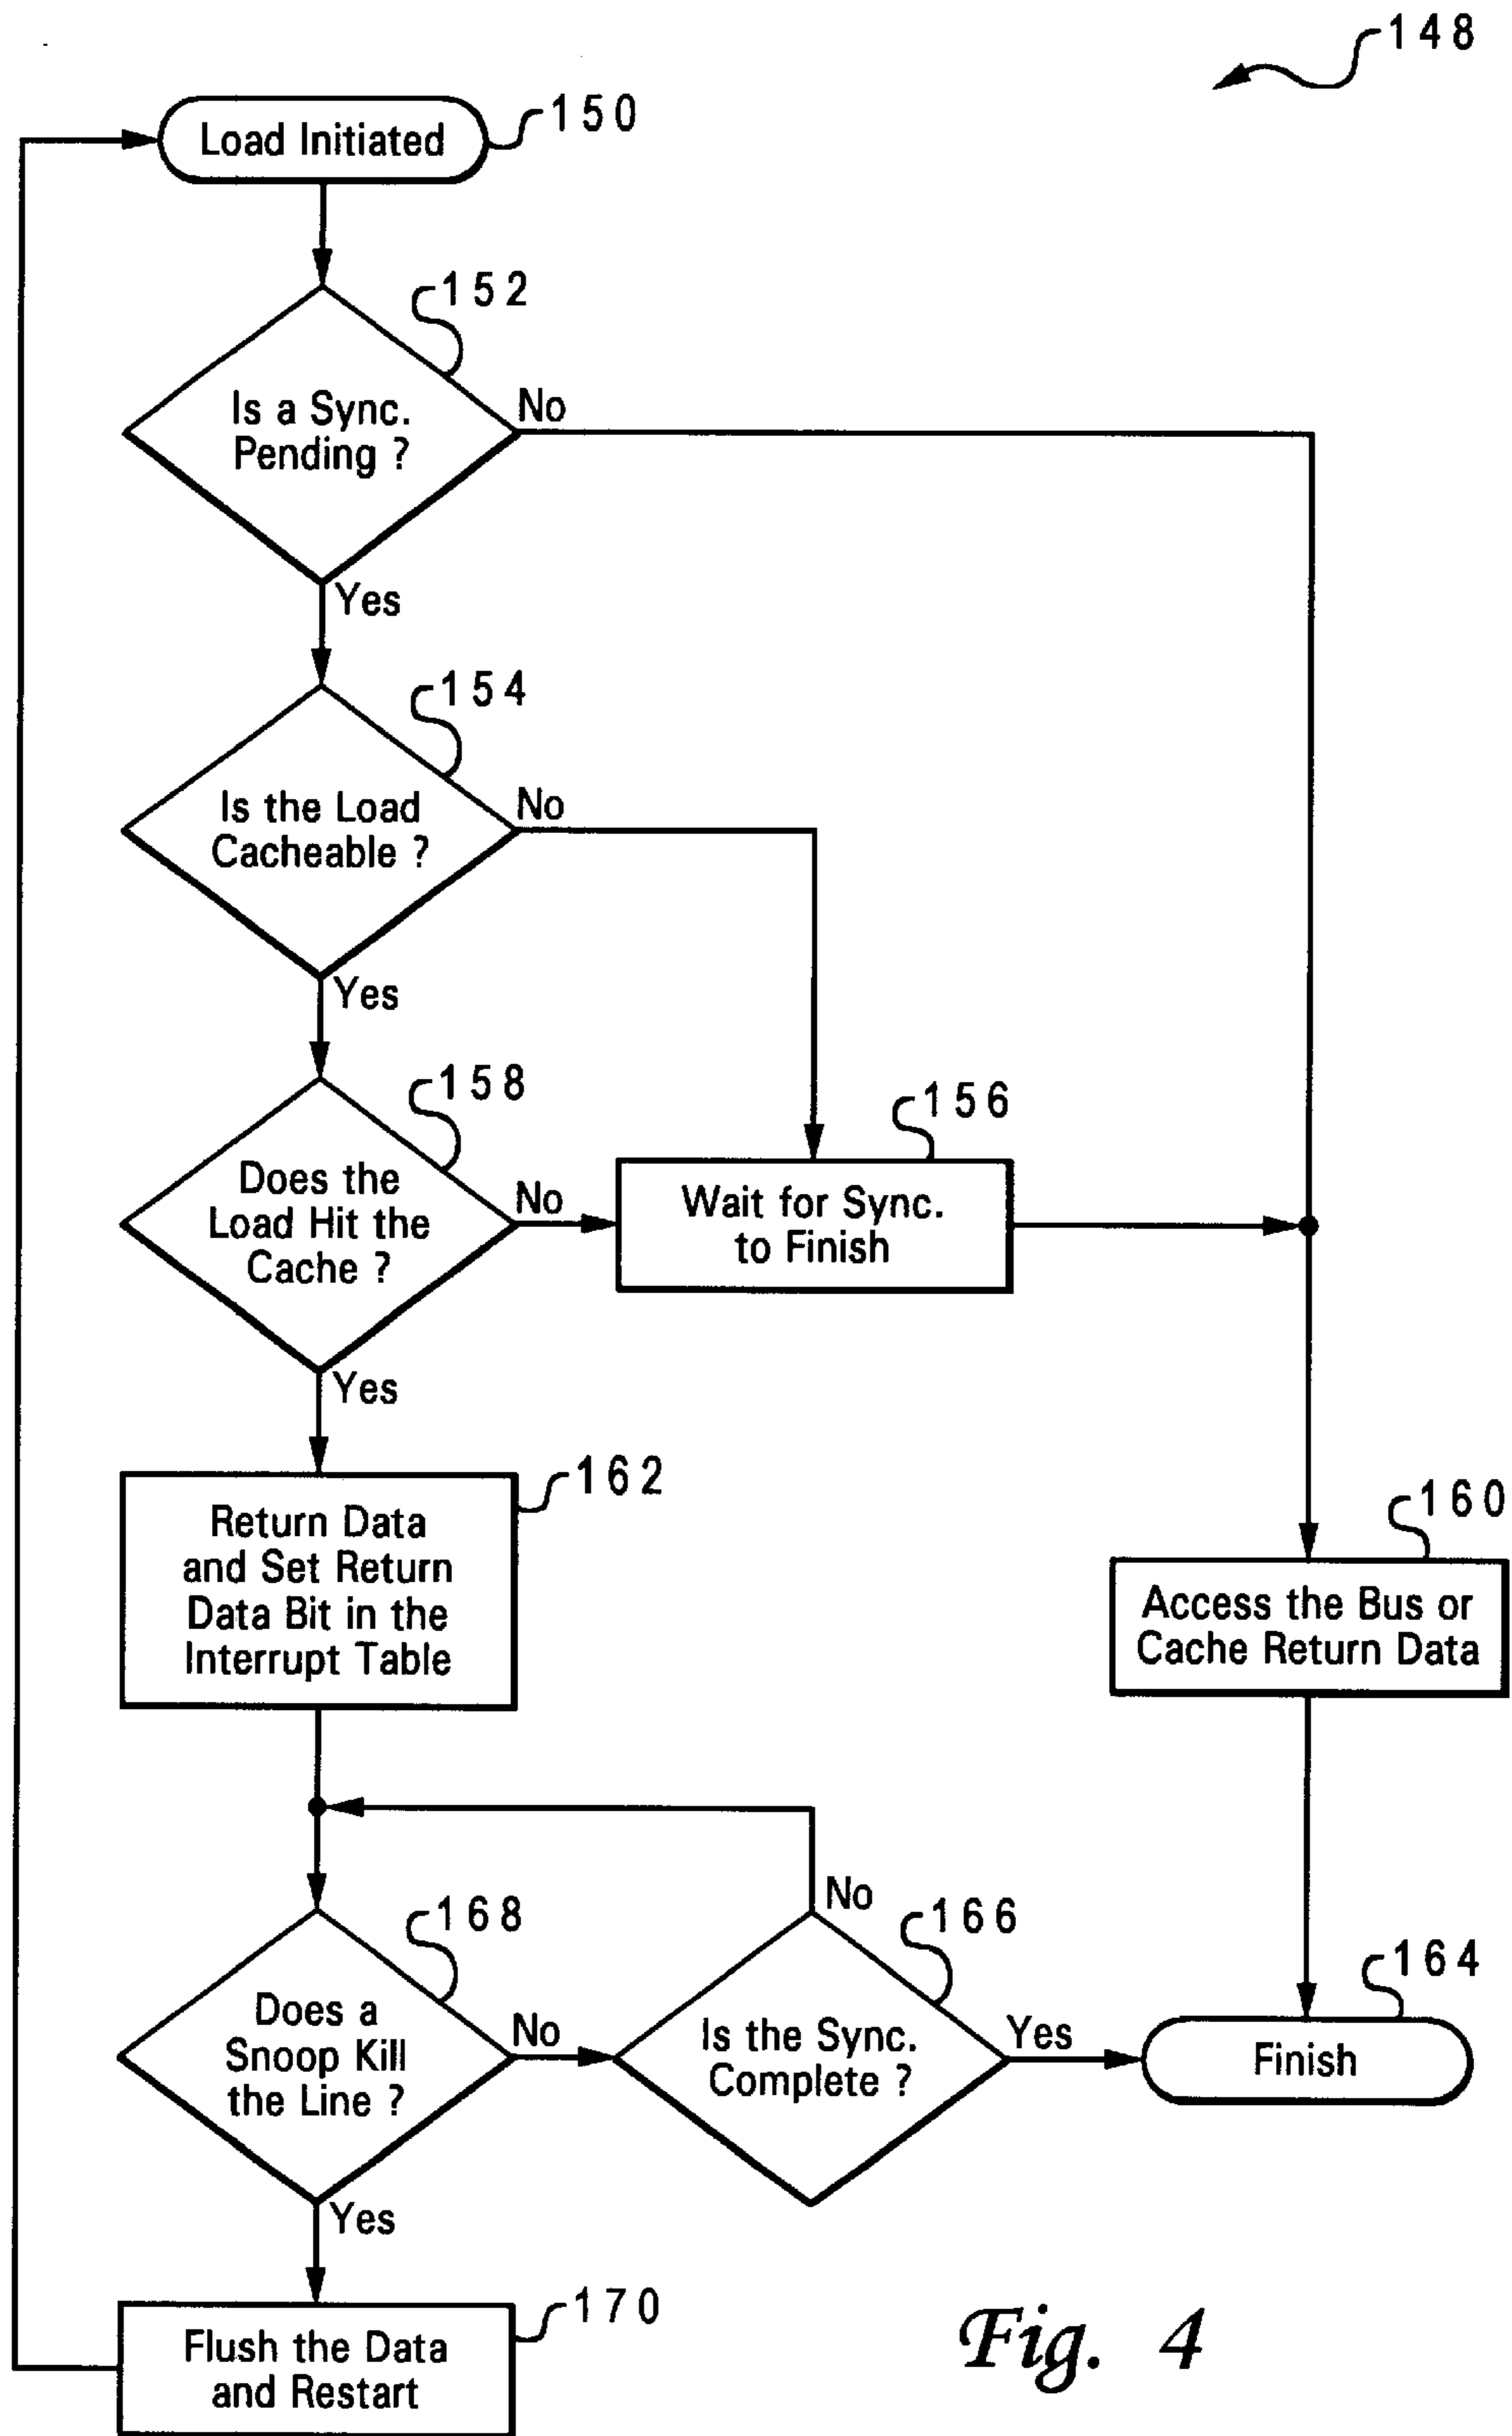 148
Load Initiated
150
152
Is a Sync.
Pending ?
No
Yes
154
Is the Load
Cacheable ?
No
Yes
158
Does the
Load Hit the
Cache ?
No
156
Wait for Sync.
to Finish
Yes
162
Return Data
and Set Return
Data Bit in the
Interrupt Table
160
Access the Bus or
Cache Return Data
168
Does a
Snoop Kill
the Line ?
No
No
166
Is the Sync.
Complete ?
Yes
164
Finish
Yes
170
Flush the Data
and Restart
Fig. 4